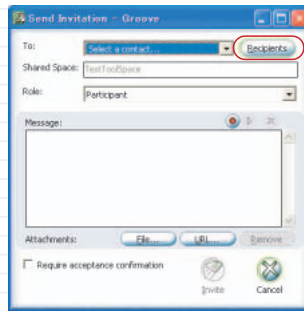 Send Invitation - Groove
To: Select a contact... Recipients
Shared Space: TextToolSpace
Role: Participant
Message:
Attachments: File... URL... Remove
Require acceptance confirmation
Invite Cancel